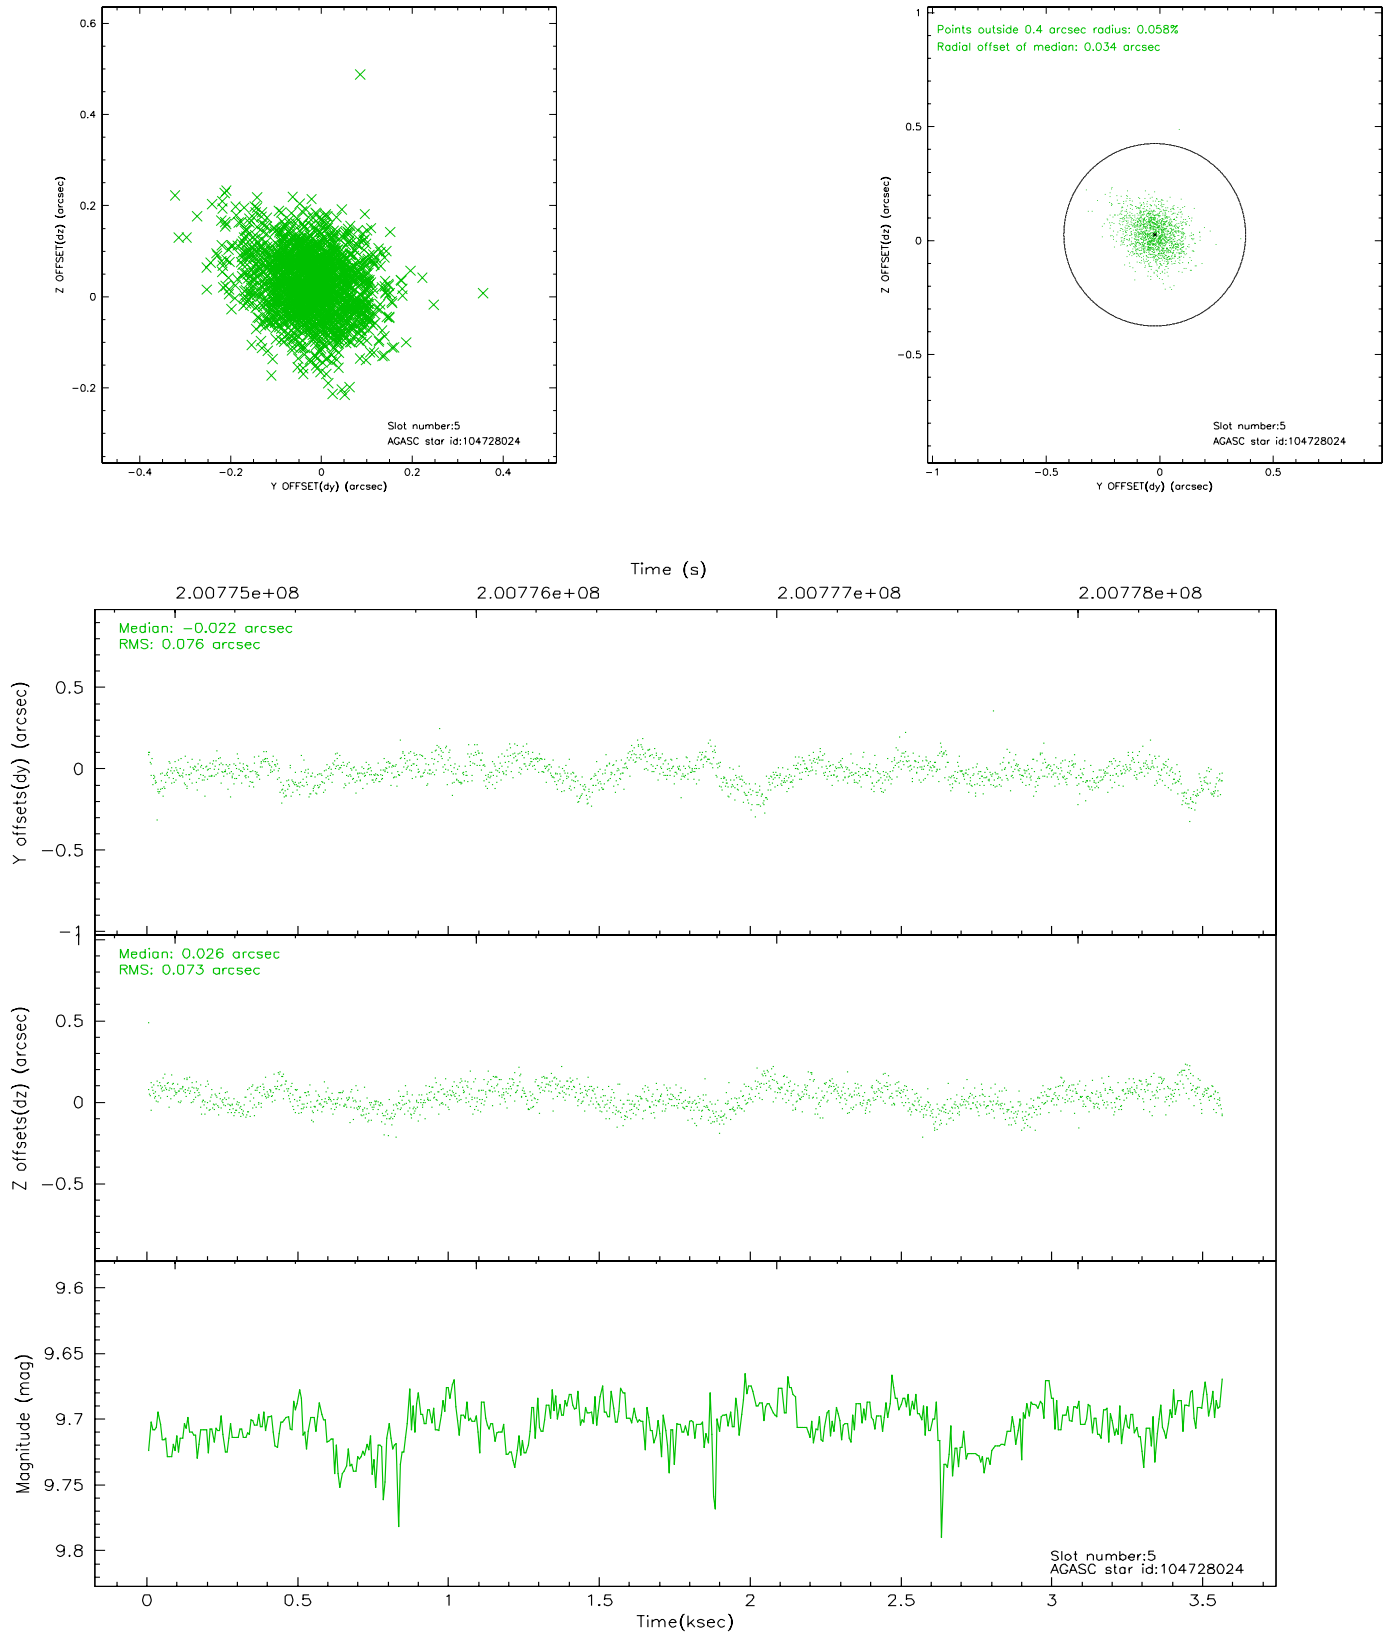 0.6
0.4
0.2
0
−0.2
Z OFFSET(dz) (arcsec)
Slot number:5
AGASC star id:104728024
−0.4 −0.2 0 0.2 0.4
Y OFFSET(dy) (arcsec)
Points outside 0.4 arcsec radius: 0.058%
Radial offset of median: 0.034 arcsec
1
0.5
0
−0.5
Z OFFSET(dz) (arcsec)
Slot number:5
AGASC star id:104728024
−1 −0.5 0 0.5
Y OFFSET(dy) (arcsec)
Time (s)
2.00775e+08 2.00776e+08 2.00777e+08 2.00778e+08
Median: −0.022 arcsec
RMS: 0.076 arcsec
0.5
0
−0.5
−1
Y offsets(dy) (arcsec)
Median: 0.026 arcsec
RMS: 0.073 arcsec
1
0.5
0
−0.5
Z offsets(dz) (arcsec)
9.6
9.65
9.7
9.75
9.8
Magnitude (mag)
Slot number:5
AGASC star id:104728024
0 0.5 1 1.5 2 2.5 3 3.5
Time(ksec)